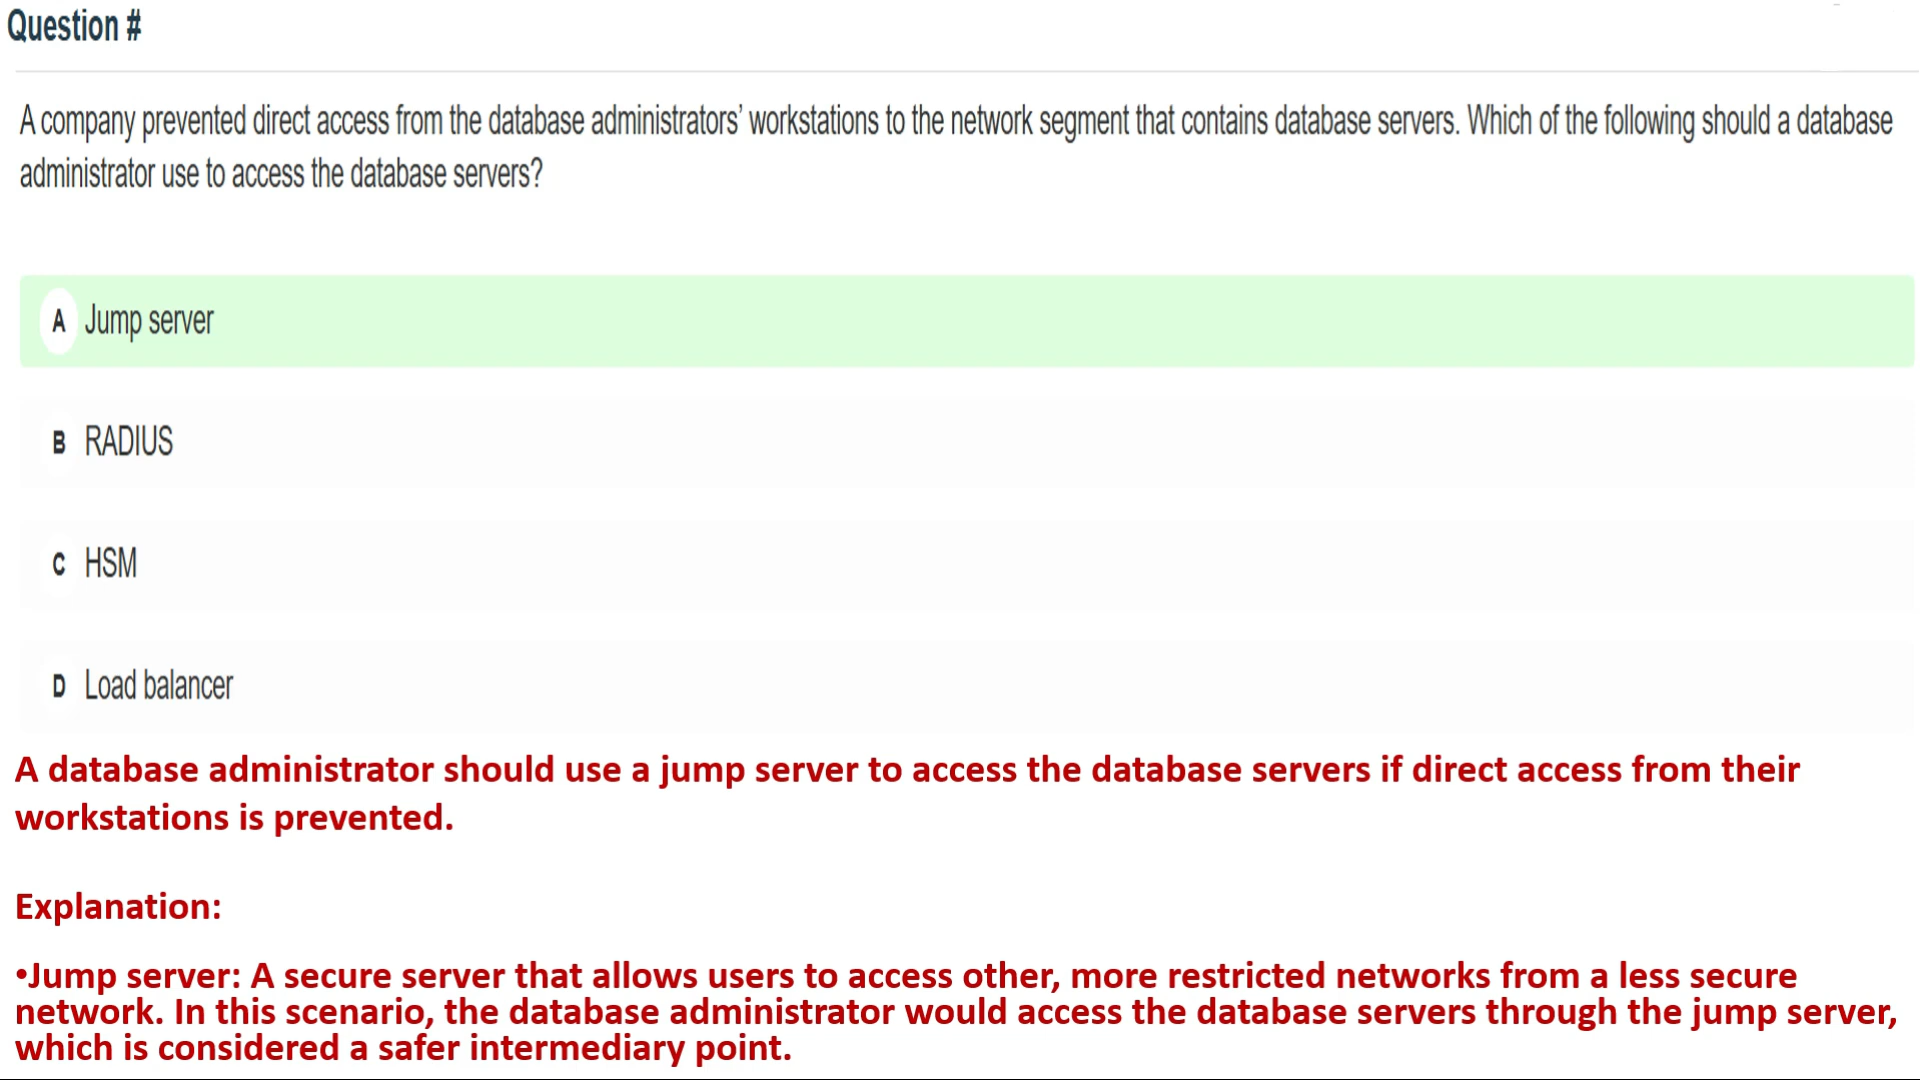 Question #
A company prevented direct access from the database administrators’ workstations to the network segment that contains database servers. Which of the following should a database
administrator use to access the database servers?
A Jump server
B RADIUS
C HSM
D Load balancer
A database administrator should use a jump server to access the database servers if direct access from their
workstations is prevented.
Explanation:
•Jump server: A secure server that allows users to access other, more restricted networks from a less secure
network. In this scenario, the database administrator would access the database servers through the jump server,
which is considered a safer intermediary point.